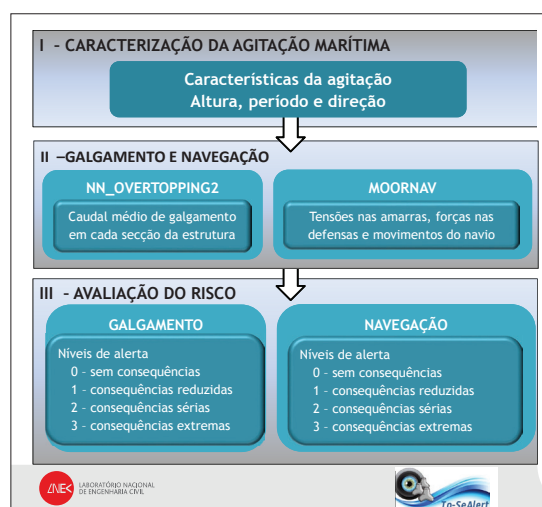 I - CARACTERIZAÇÃO DA AGITAÇÃO MARÍTIMA
Características da agitação
Altura, período e direção
II –GALGAMENTO E NAVEGAÇÃO
NN_OVERTOPPING2
Caudal médio de galgamento
em cada secção da estrutura
MOORNAV
Tensões nas amarras, forças nas
defensas e movimentos do navio
III - AVALIAÇÃO DO RISCO
GALGAMENTO
Níveis de alerta
0 – sem consequências
1 – consequências reduzidas
2 – consequências sérias
3 – consequências extremas
NAVEGAÇÃO
Níveis de alerta
0 – sem consequências
1 – consequências reduzidas
2 – consequências sérias
3 – consequências extremas
LNEC
LABORATÓRIO NACIONAL
DE ENGENHARIA CIVIL
To-SeAlert